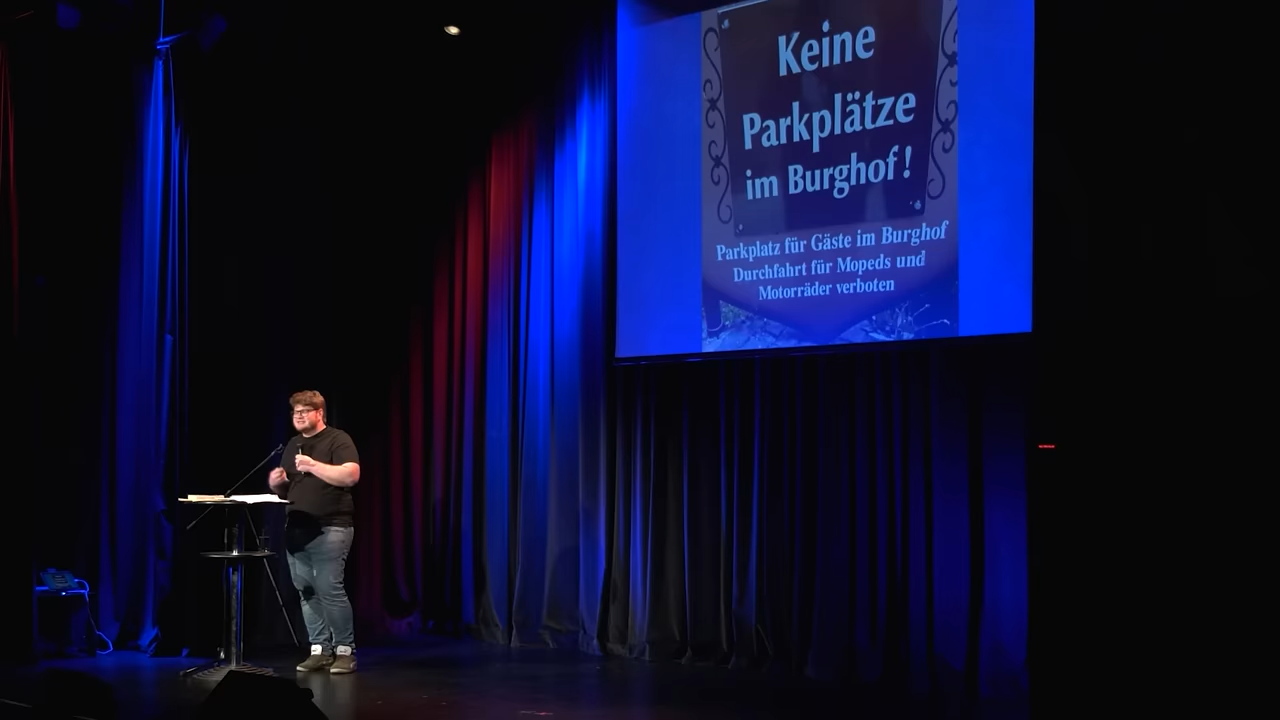 Keine
Parkplätze
im Burghof!
Parkplatz für Gäste im Burghof
Durchfahrt für Mopeds und
Motorräder verboten